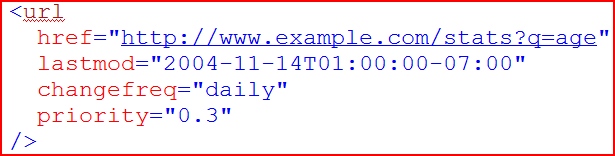 <url
href="http://www.example.com/stats?q=age"
lastmod="2004-11-14T01:00:00-07:00"
changefreq="daily"
priority="0.3"
/>